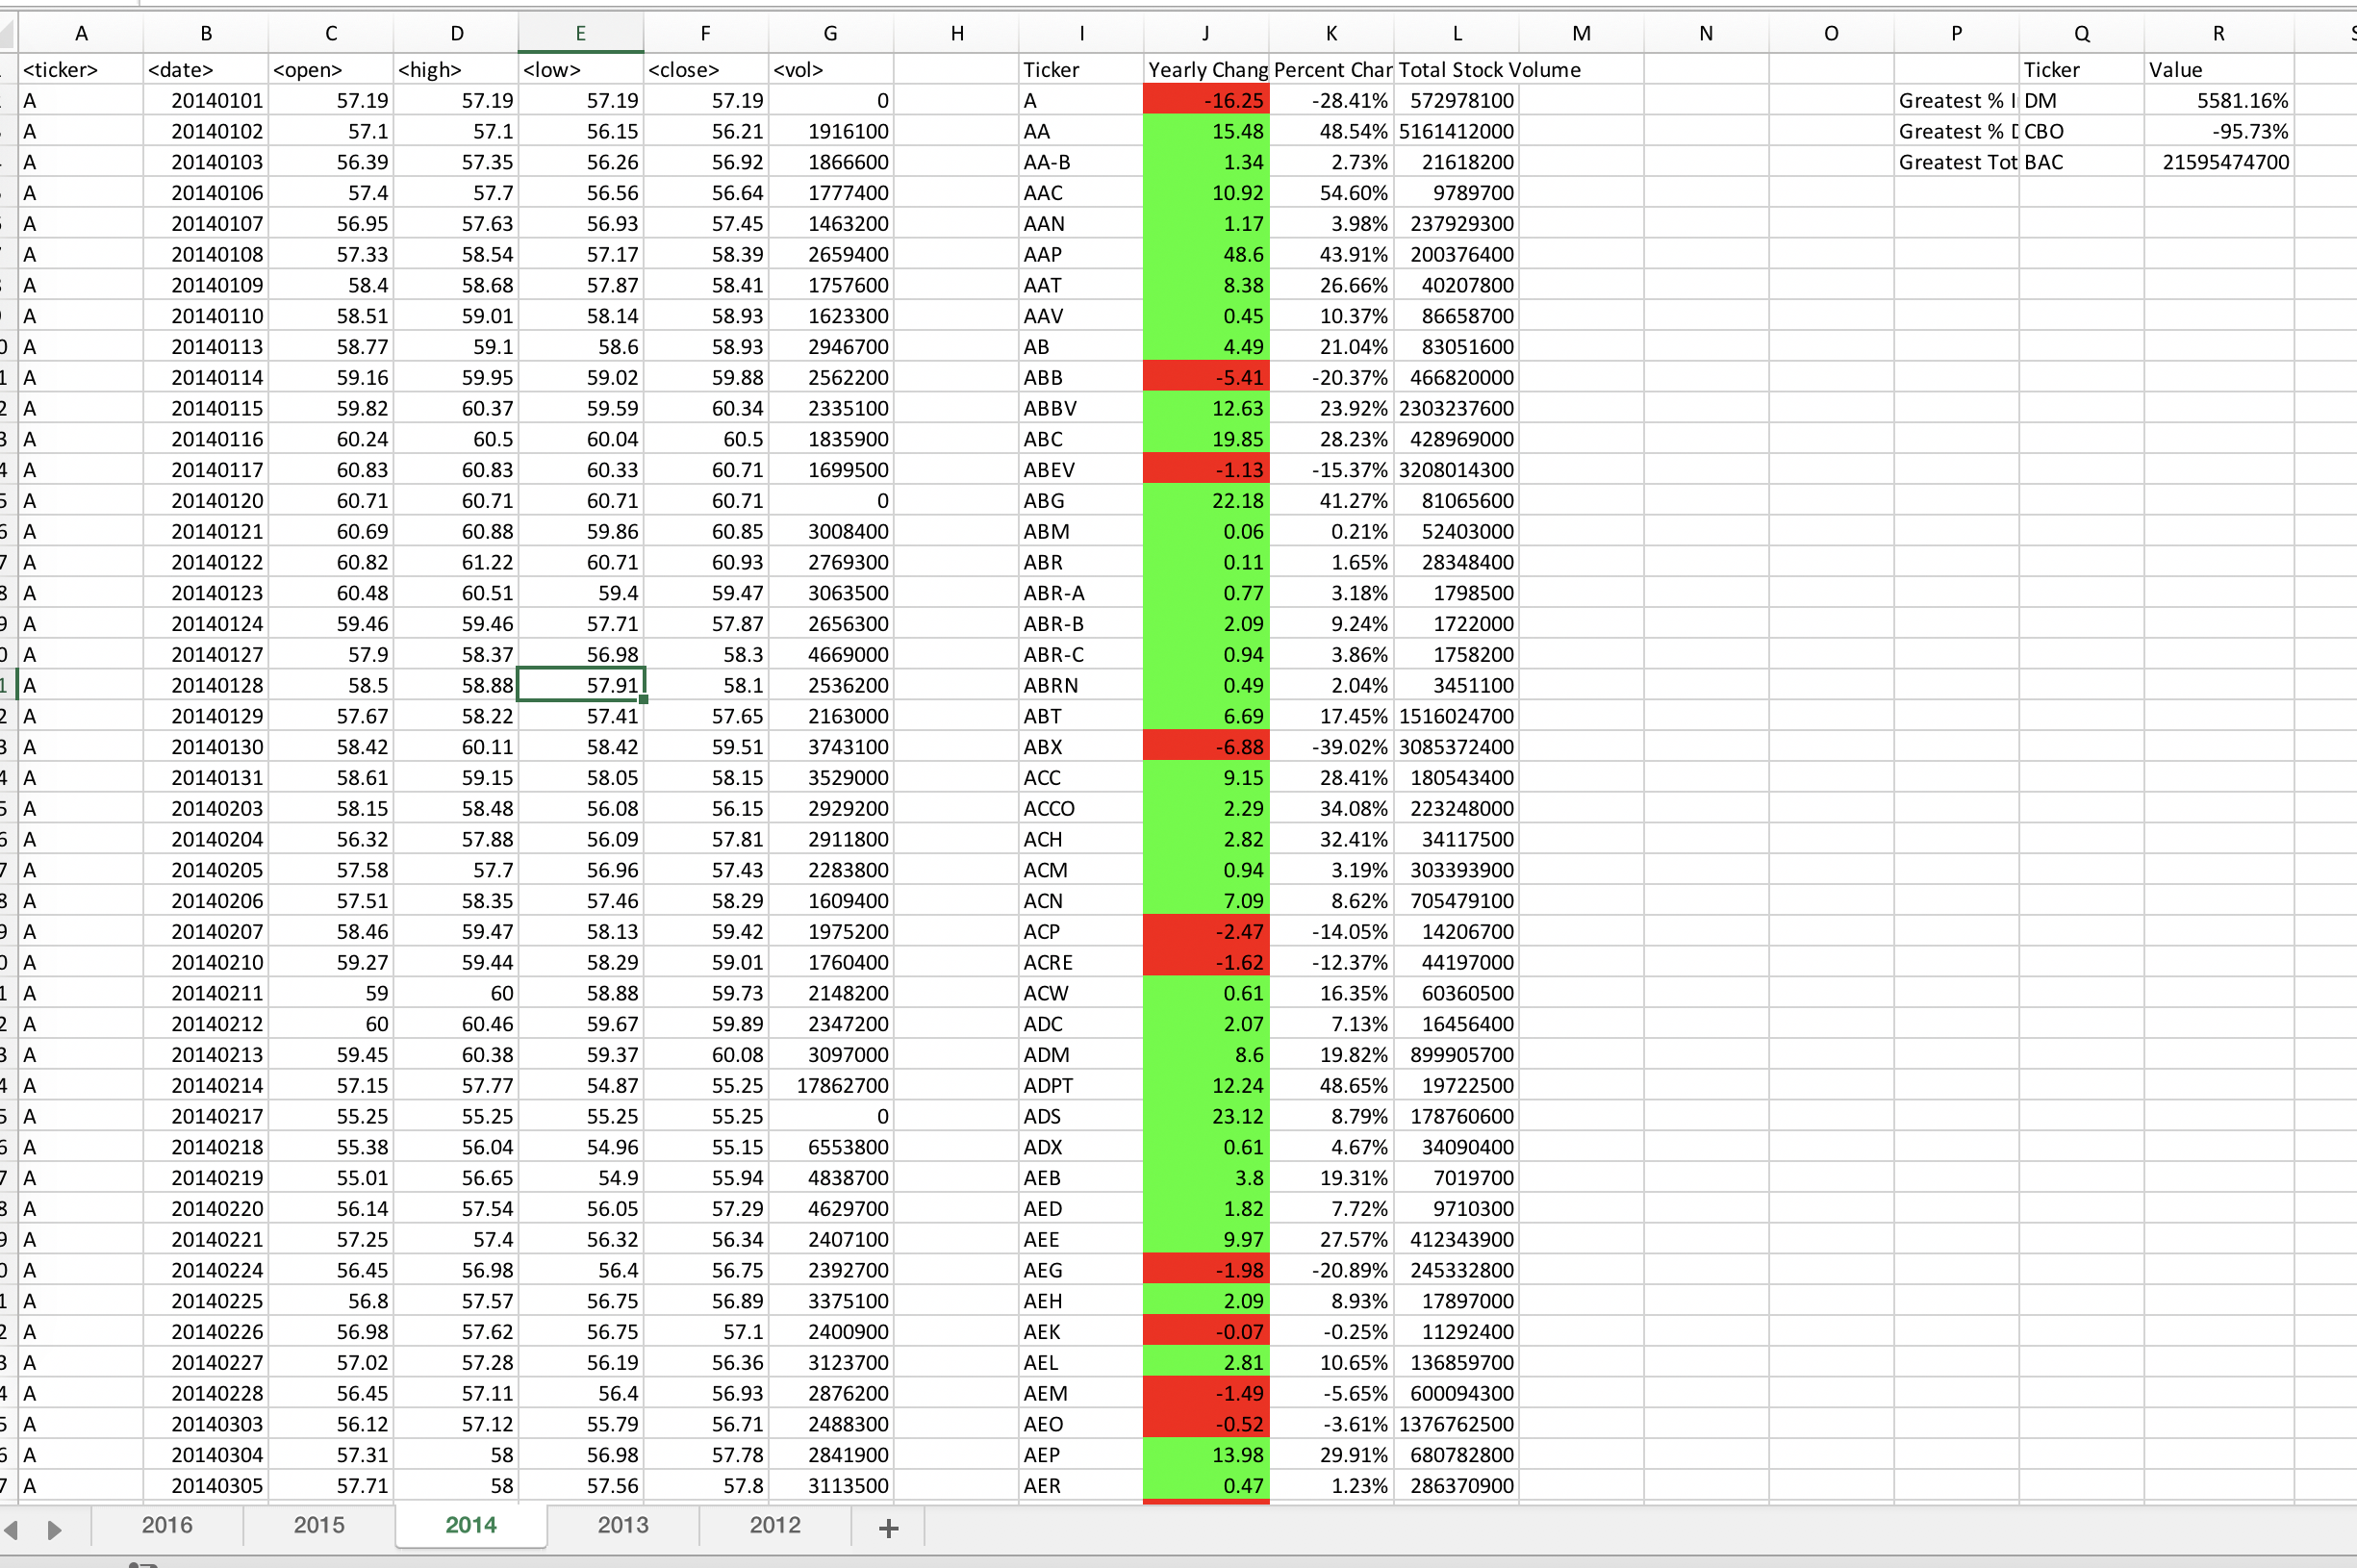 A B C D E F G H I J K L M N O P Q R S
<ticker> <date> <open> <high> <low> <close> <vol> Ticker Yearly Chang Percent Char Total Stock Volume Ticker Value
A 20140101 57.19 57.19 57.19 57.19 0 A -16.25 -28.41% 572978100 Greatest % I DM 5581.16%
A 20140102 57.1 57.1 56.15 56.21 1916100 AA 15.48 48.54% 5161412000 Greatest % D CBO -95.73%
A 20140103 56.39 57.35 56.26 56.92 1866600 AA-B 1.34 2.73% 21618200 Greatest Tot BAC 21595474700
A 20140106 57.4 57.7 56.56 56.64 1777400 AAC 10.92 54.60% 9789700
A 20140107 56.95 57.63 56.93 57.45 1463200 AAN 1.17 3.98% 237929300
A 20140108 57.33 58.54 57.17 58.39 2659400 AAP 48.6 43.91% 200376400
A 20140109 58.4 58.68 57.87 58.41 1757600 AAT 8.38 26.66% 40207800
A 20140110 58.51 59.01 58.14 58.93 1623300 AAV 0.45 10.37% 86658700
A 20140113 58.77 59.1 58.6 58.93 2946700 AB 4.49 21.04% 83051600
A 20140114 59.16 59.95 59.02 59.88 2562200 ABB -5.41 -20.37% 466820000
A 20140115 59.82 60.37 59.59 60.34 2335100 ABBV 12.63 23.92% 2303237600
A 20140116 60.24 60.5 60.04 60.5 1835900 ABC 19.85 28.23% 428969000
A 20140117 60.83 60.83 60.33 60.71 1699500 ABEV -1.13 -15.37% 3208014300
A 20140120 60.71 60.71 60.71 60.71 0 ABG 22.18 41.27% 81065600
A 20140121 60.69 60.88 59.86 60.85 3008400 ABM 0.06 0.21% 52403000
A 20140122 60.82 61.22 60.71 60.93 2769300 ABR 0.11 1.65% 28348400
A 20140123 60.48 60.51 59.4 59.47 3063500 ABR-A 0.77 3.18% 1798500
A 20140124 59.46 59.46 57.71 57.87 2656300 ABR-B 2.09 9.24% 1722000
A 20140127 57.9 58.37 56.98 58.3 4669000 ABR-C 0.94 3.86% 1758200
A 20140128 58.5 58.88 57.91 58.1 2536200 ABRN 0.49 2.04% 3451100
A 20140129 57.67 58.22 57.41 57.65 2163000 ABT 6.69 17.45% 1516024700
A 20140130 58.42 60.11 58.42 59.51 3743100 ABX -6.88 -39.02% 3085372400
A 20140131 58.61 59.15 58.05 58.15 3529000 ACC 9.15 28.41% 180543400
A 20140203 58.15 58.48 56.08 56.15 2929200 ACCO 2.29 34.08% 223248000
A 20140204 56.32 57.88 56.09 57.81 2911800 ACH 2.82 32.41% 34117500
A 20140205 57.58 57.7 56.96 57.43 2283800 ACM 0.94 3.19% 303393900
A 20140206 57.51 58.35 57.46 58.29 1609400 ACN 7.09 8.62% 705479100
A 20140207 58.46 59.47 58.13 59.42 1975200 ACP -2.47 -14.05% 14206700
A 20140210 59.27 59.44 58.29 59.01 1760400 ACRE -1.62 -12.37% 44197000
A 20140211 59 60 58.88 59.73 2148200 ACW 0.61 16.35% 60360500
A 20140212 60 60.46 59.67 59.89 2347200 ADC 2.07 7.13% 16456400
A 20140213 59.45 60.38 59.37 60.08 3097000 ADM 8.6 19.82% 899905700
A 20140214 57.15 57.77 54.87 55.25 17862700 ADPT 12.24 48.65% 19722500
A 20140217 55.25 55.25 55.25 55.25 0 ADS 23.12 8.79% 178760600
A 20140218 55.38 56.04 54.96 55.15 6553800 ADX 0.61 4.67% 34090400
A 20140219 55.01 56.65 54.9 55.94 4838700 AEB 3.8 19.31% 7019700
A 20140220 56.14 57.54 56.05 57.29 4629700 AED 1.82 7.72% 9710300
A 20140221 57.25 57.4 56.32 56.34 2407100 AEE 9.97 27.57% 412343900
A 20140224 56.45 56.98 56.4 56.75 2392700 AEG -1.98 -20.89% 245332800
A 20140225 56.8 57.57 56.75 56.89 3375100 AEH 2.09 8.93% 17897000
A 20140226 56.98 57.62 56.75 57.1 2400900 AEK -0.07 -0.25% 11292400
A 20140227 57.02 57.28 56.19 56.36 3123700 AEL 2.81 10.65% 136859700
A 20140228 56.45 57.11 56.4 56.93 2876200 AEM -1.49 -5.65% 600094300
A 20140303 56.12 57.12 55.79 56.71 2488300 AEO -0.52 -3.61% 1376762500
A 20140304 57.31 58 56.98 57.78 2841900 AEP 13.98 29.91% 680782800
A 20140305 57.71 58 57.56 57.8 3113500 AER 0.47 1.23% 286370900
2016 2015 2014 2013 2012 +